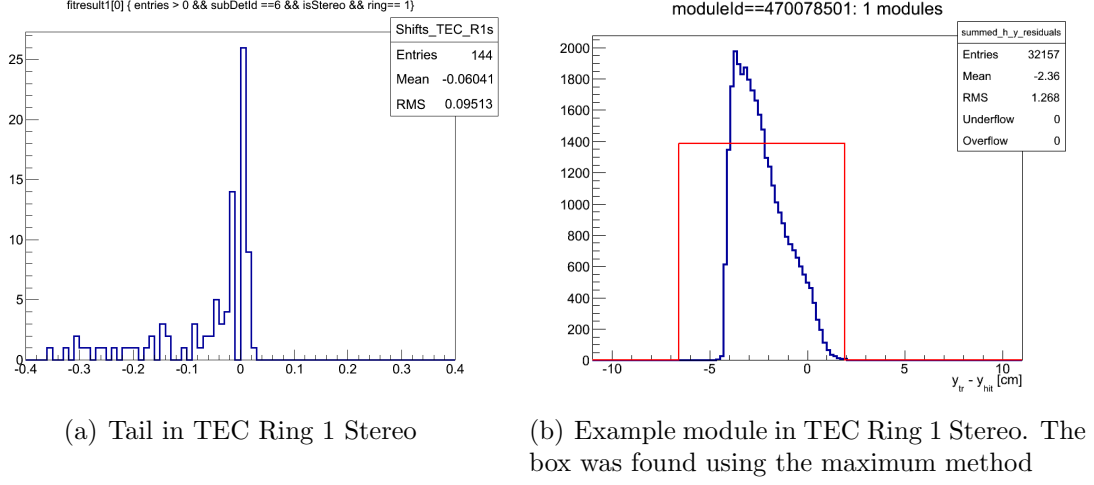 fitresult1[0] { entries > 0 && subDetId ==6 && isStereo && ring== 1}
Shifts_TEC_R1s
Entries 144
Mean -0.06041
RMS 0.09513
25
20
15
10
5
0
-0.4 -0.3 -0.2 -0.1 0 0.1 0.2 0.3 0.4
(a) Tail in TEC Ring 1 Stereo
moduleId==470078501: 1 modules
summed_h_y_residuals
Entries 32157
Mean -2.36
RMS 1.268
Underflow 0
Overflow 0
2000
1800
1600
1400
1200
1000
800
600
400
200
0
-10 -5 0 5 10
y_tr - y_hit [cm]
(b) Example module in TEC Ring 1 Stereo. The
box was found using the maximum method